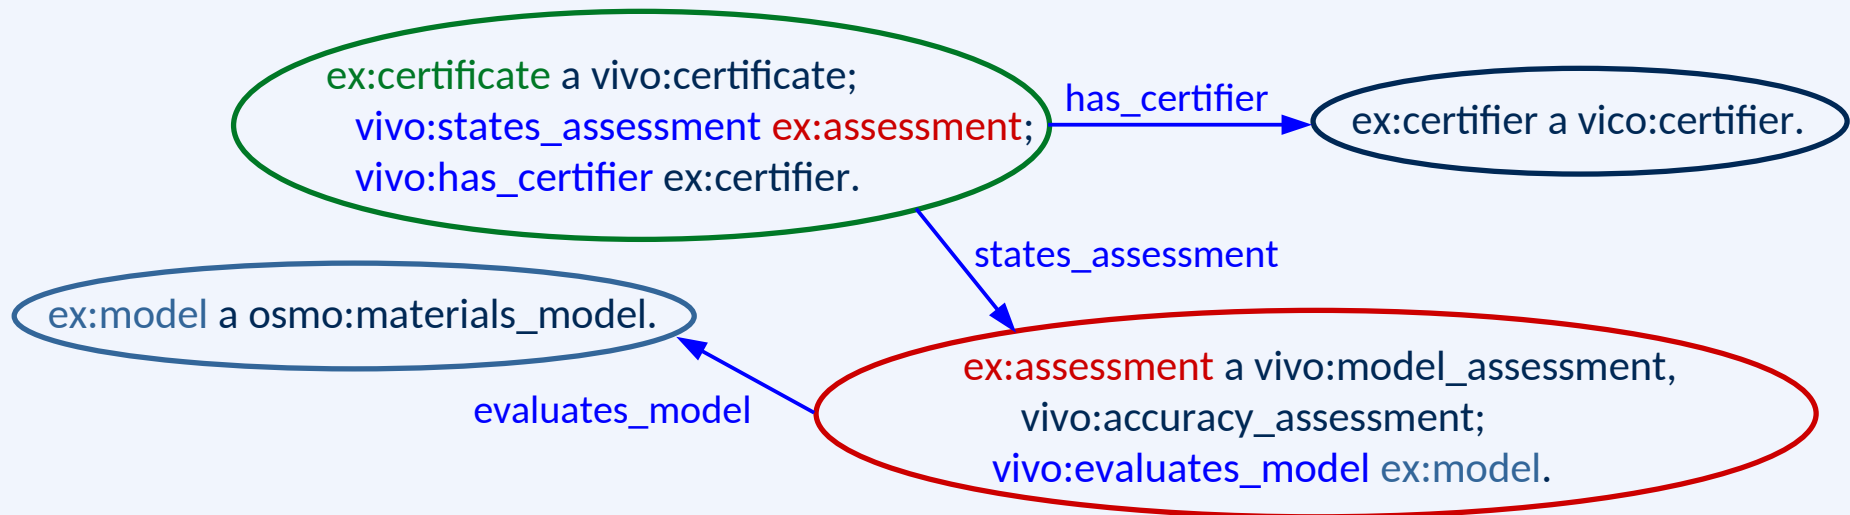 ex:certificate a vivo:certificate;
vivo:states_assessment ex:assessment;
vivo:has_certifier ex:certifier.
has_certifier
ex:certifier a vico:certifier.
states_assessment
ex:model a osmo:materials_model.
evaluates_model
ex:assessment a vivo:model_assessment,
vivo:accuracy_assessment;
vivo:evaluates_model ex:model.